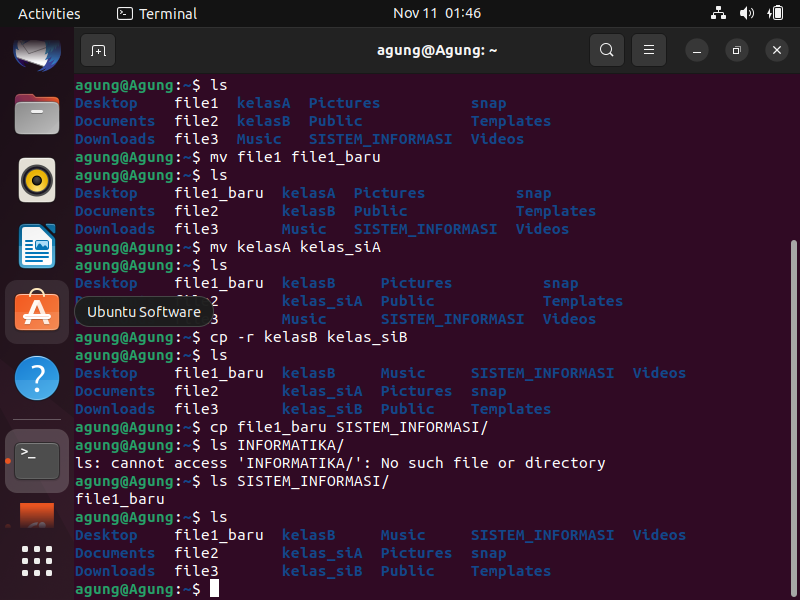 Activities Terminal Nov 11 01:46
agung@Agung: ~
agung@Agung:~$ ls
Desktop file1 kelasA Pictures snap
Documents file2 kelasB Public Templates
Downloads file3 Music SISTEM_INFORMASI Videos
agung@Agung:~$ mv file1 file1_baru
agung@Agung:~$ ls
Desktop file1_baru kelasA Pictures snap
Documents file2 kelasB Public Templates
Downloads file3 Music SISTEM_INFORMASI Videos
agung@Agung:~$ mv kelasA kelas_siA
agung@Agung:~$ ls
Desktop file1_baru kelasB Pictures snap
2 kelas_siA Public Templates
Ubuntu Software
3 Music SISTEM_INFORMASI Videos
agung@Agung:~$ cp -r kelasB kelas_siB
agung@Agung:~$ ls
Desktop file1_baru kelasB Music SISTEM_INFORMASI Videos
Documents file2 kelas_siA Pictures snap
Downloads file3 kelas_siB Public Templates
agung@Agung:~$ cp file1_baru SISTEM_INFORMASI/
agung@Agung:~$ ls INFORMATIKA/
ls: cannot access 'INFORMATIKA/': No such file or directory
agung@Agung:~$ ls SISTEM_INFORMASI/
file1_baru
agung@Agung:~$ ls
Desktop file1_baru kelasB Music SISTEM_INFORMASI Videos
Documents file2 kelas_siA Pictures snap
Downloads file3 kelas_siB Public Templates
agung@Agung:~$